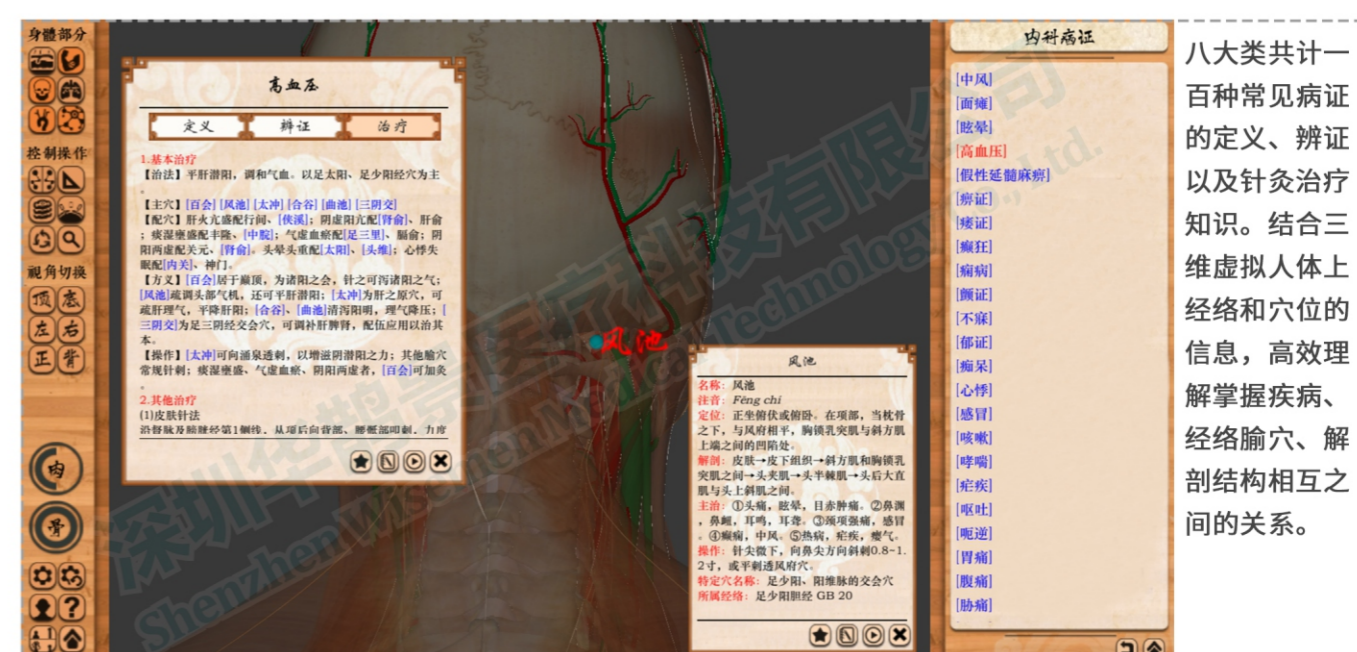 身體部分
控制操作
視角切换
顶 底
左 右
正 背
肉
骨
高血压
定义 辨证 治疗
1.基本治疗
【治法】平肝潜阳，调和气血。以足太阳、足少阳经穴为主
。
【主穴】[百会] [风池] [太冲] [合谷] [曲池] [三阴交]
【配穴】肝火亢盛配行间、[侠溪]；阴虚阳亢配[肾俞]、肝俞
；痰湿壅盛配丰隆、[中脘]；气虚血瘀配[足三里]、膈俞；阴
阳两虚配关元、[肾俞]。头晕头重配[太阳]、[头维]；心悸失
眠配[内关]、神门。
【方义】[百会]居于巅顶，为诸阳之会，针之可泻诸阳之气；
[风池]疏调头部气机，还可平肝潜阳；[太冲]为肝之原穴，可
疏肝理气，平降肝阳；[合谷]、[曲池]清泻阳明，理气降压；[
三阴交]为足三阴经交会穴，可调补肝脾肾，配伍应用以治其
本。
【操作】[太冲]可向涌泉透刺，以增滋阴潜阳之力；其他腧穴
常规针刺；痰湿壅盛、气虚血瘀、阴阳两虚者，[百会]可加灸
。
2.其他治疗
(1)皮肤针法
沿督脉及膀胱经第1侧线，从项后向背部、腰骶部叩刺，力度
风池
风池
名称：风池
注音：Fēng chí
定位：正坐俯伏或俯卧。在项部，当枕骨
之下，与风府相平，胸锁乳突肌与斜方肌
上端之间的凹陷处。
解剖：皮肤→皮下组织→斜方肌和胸锁乳
突肌之间→头夹肌→头半棘肌→头后大直
肌与头上斜肌之间。
主治：①头痛，眩晕，目赤肿痛。②鼻渊
，鼻衄，耳鸣，耳聋。③颈项强痛，感冒
。④癫痫，中风。⑤热病，疟疾，瘿气。
操作：针尖微下，向鼻尖方向斜刺0.8~1.
2寸，或平刺透风府穴。
特定穴名称：足少阳、阳维脉的交会穴
所属经络：足少阳胆经 GB 20
内科病证
[中风]
[面瘫]
[眩晕]
[高血压]
[假性延髓麻痹]
[痹证]
[痿证]
[癫狂]
[痫病]
[颤证]
[不寐]
[郁证]
[痴呆]
[心悸]
[感冒]
[咳嗽]
[哮喘]
[疟疾]
[呕吐]
[呃逆]
[胃痛]
[腹痛]
[胁痛]
八大类共计一
百种常见病证
的定义、辨证
以及针灸治疗
知识。结合三
维虚拟人体上
经络和穴位的
信息，高效理
解掌握疾病、
经络腧穴、解
剖结构相互之
间的关系。